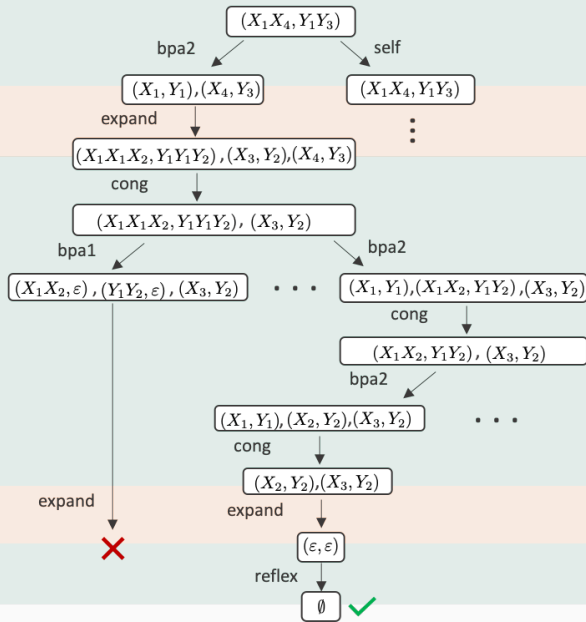 (X₁X₄, Y₁Y₃)
bpa2 self
(X₁, Y₁),(X₄, Y₃) (X₁X₄, Y₁Y₃)
expand
(X₁X₁X₂, Y₁Y₁Y₂) ,(X₃, Y₂),(X₄, Y₃)
cong
(X₁X₁X₂, Y₁Y₁Y₂), (X₃, Y₂)
bpa1 bpa2
(X₁X₂, ε) , (Y₁Y₂, ε) , (X₃, Y₂) (X₁, Y₁),(X₁X₂, Y₁Y₂) ,(X₃, Y₂)
cong
(X₁X₂, Y₁Y₂) , (X₃, Y₂)
bpa2
(X₁, Y₁),(X₂, Y₂),(X₃, Y₂)
cong
(X₂, Y₂),(X₃, Y₂)
expand expand
(ε, ε)
reflex
∅